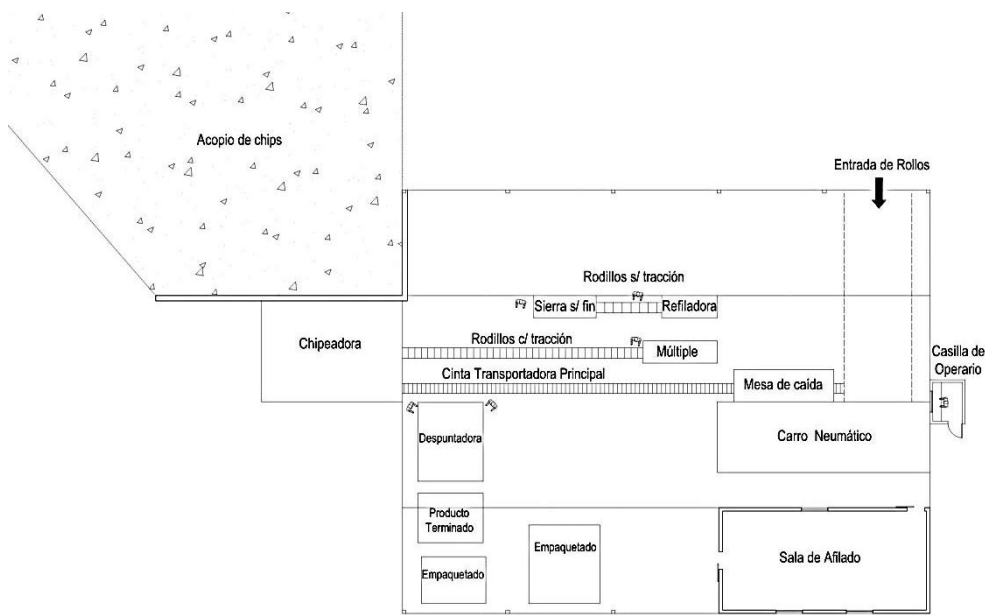 Acopio de chips
Entrada de Rollos
Rodillos s/ tracción
Sierra s/ fin
Refiladora
Chipeadora
Rodillos c/ tracción
Múltiple
Casilla de
Operario
Cinta Transportadora Principal
Mesa de caída
Despuntadora
Carro Neumático
Producto
Terminado
Empaquetado
Sala de Afilado
Empaquetado